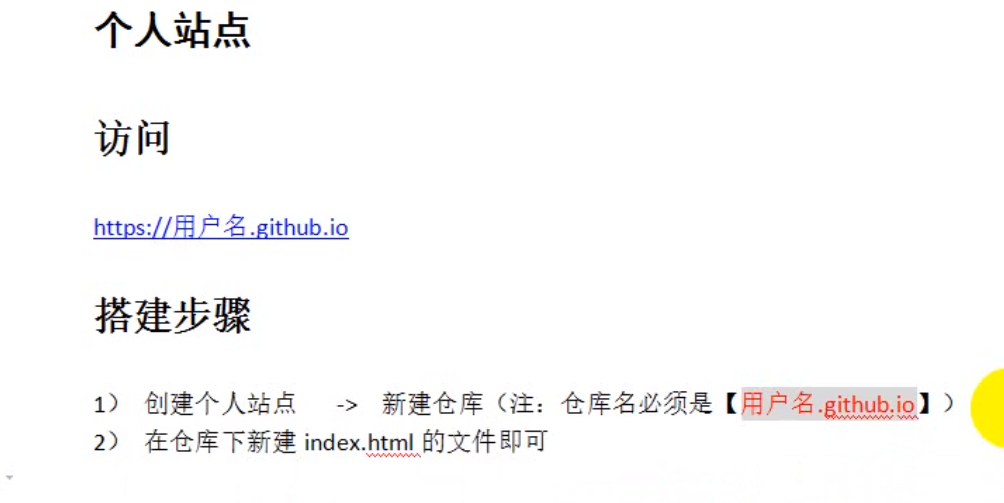 个人站点
访问
https://用户名.github.io
搭建步骤
1） 创建个人站点 -> 新建仓库（注：仓库名必须是【用户名.github.io】）
2） 在仓库下新建 index.html 的文件即可